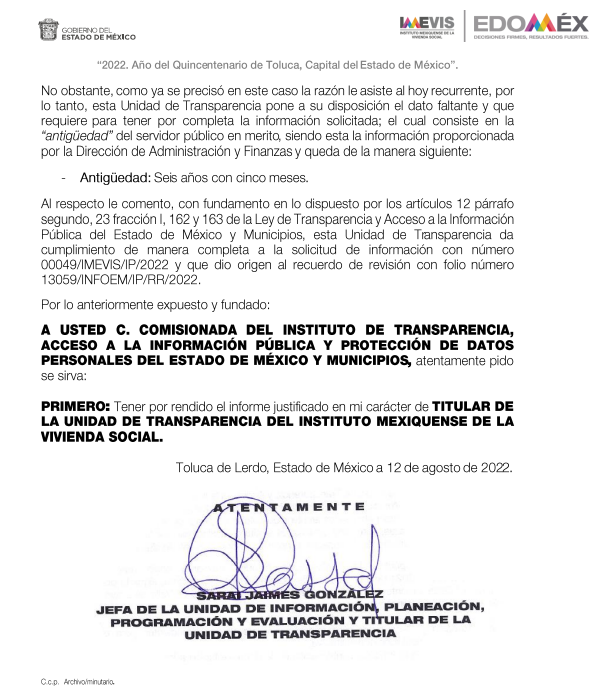 GOBIERNO DEL
ESTADO DE MÉXICO
IMEVIS
INSTITUTO MEXIQUENSE DE LA
VIVIENDA SOCIAL
EDOMÉX
DECISIONES FIRMES, RESULTADOS FUERTES.
“2022. Año del Quincentenario de Toluca, Capital del Estado de México”.
No obstante, como ya se precisó en este caso la razón le asiste al hoy recurrente, por
lo tanto, esta Unidad de Transparencia pone a su disposición el dato faltante y que
requiere para tener por completa la información solicitada; el cual consiste en la
“antigüedad” del servidor público en merito, siendo esta la información proporcionada
por la Dirección de Administración y Finanzas y queda de la manera siguiente:
- Antigüedad: Seis años con cinco meses.
Al respecto le comento, con fundamento en lo dispuesto por los artículos 12 párrafo
segundo, 23 fracción I, 162 y 163 de la Ley de Transparencia y Acceso a la Información
Pública del Estado de México y Municipios, esta Unidad de Transparencia da
cumplimiento de manera completa a la solicitud de información con número
00049/IMEVIS/IP/2022 y que dio origen al recuerdo de revisión con folio número
13059/INFOEM/IP/RR/2022.
Por lo anteriormente expuesto y fundado:
A USTED C. COMISIONADA DEL INSTITUTO DE TRANSPARENCIA,
ACCESO A LA INFORMACIÓN PÚBLICA Y PROTECCIÓN DE DATOS
PERSONALES DEL ESTADO DE MÉXICO Y MUNICIPIOS, atentamente pido
se sirva:
PRIMERO: Tener por rendido el informe justificado en mi carácter de TITULAR DE
LA UNIDAD DE TRANSPARENCIA DEL INSTITUTO MEXIQUENSE DE LA
VIVIENDA SOCIAL.
Toluca de Lerdo, Estado de México a 12 de agosto de 2022.
ATENTAMENTE
SARAI JAIMES GONZÁLEZ
JEFA DE LA UNIDAD DE INFORMACIÓN, PLANEACIÓN,
PROGRAMACIÓN Y EVALUACIÓN Y TITULAR DE LA
UNIDAD DE TRANSPARENCIA
C.c.p. Archivo/minutario.